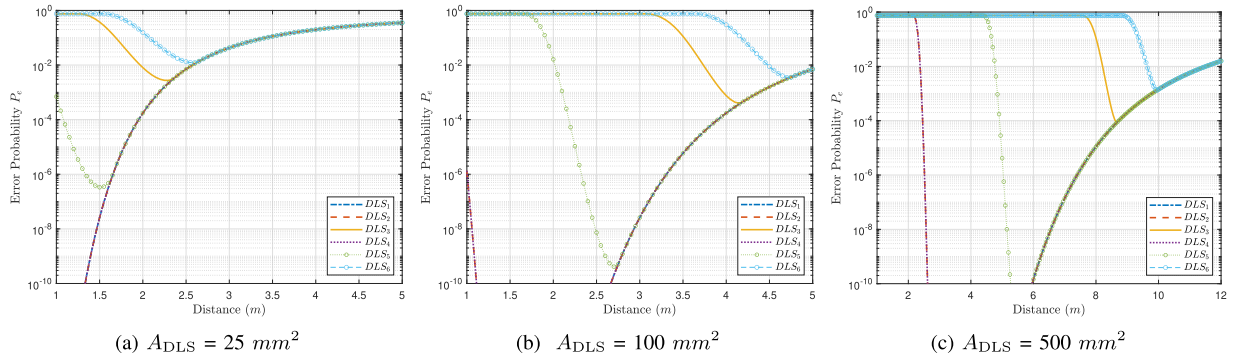 10^0
10^-2
10^-4
10^-6
10^-8
10^-10
Error Probability P_e
1 1.5 2 2.5 3 3.5 4 4.5 5
Distance (m)
DLS_1
DLS_2
DLS_3
DLS_4
DLS_5
DLS_6
(a) A_DLS = 25 mm^2
10^0
10^-2
10^-4
10^-6
10^-8
10^-10
Error Probability P_e
1 1.5 2 2.5 3 3.5 4 4.5 5
Distance (m)
DLS_1
DLS_2
DLS_3
DLS_4
DLS_5
DLS_6
(b) A_DLS = 100 mm^2
10^0
10^-2
10^-4
10^-6
10^-8
10^-10
Error Probability P_e
2 4 6 8 10 12
Distance (m)
DLS_1
DLS_2
DLS_3
DLS_4
DLS_5
DLS_6
(c) A_DLS = 500 mm^2